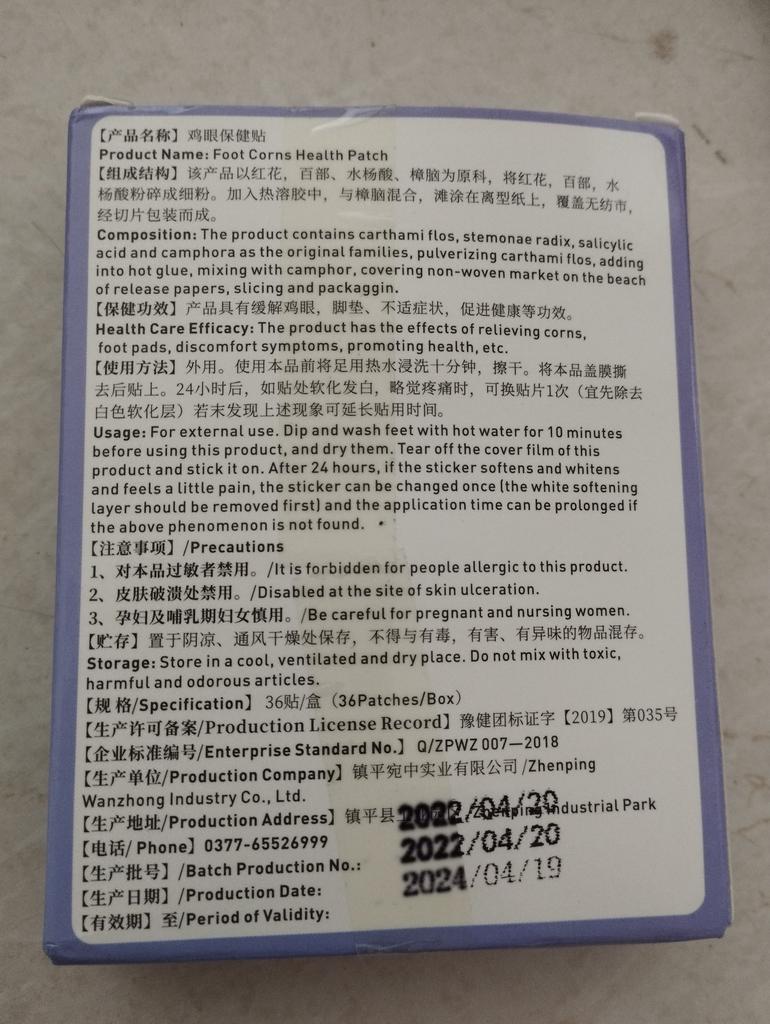 【产品名称】鸡眼保健贴
Product Name: Foot Corns Health Patch
【组成结构】该产品以红花，百部、水杨酸、樟脑为原科，将红花，百部，水
杨酸粉碎成细粉。加入热溶胶中，与樟脑混合，滩涂在离型纸上，覆盖无纺市，
经切片包装而成。
Composition: The product contains carthami flos, stemonae radix, salicylic
acid and camphora as the original families, pulverizing carthami flos, adding
into hot glue, mixing with camphor, covering non-woven market on the beach
of release papers, slicing and packaggin.
【保健功效】产品具有缓解鸡眼，脚垫、不适症状，促进健康等功效。
Health Care Efficacy: The product has the effects of relieving corns,
foot pads, discomfort symptoms, promoting health, etc.
【使用方法】外用。使用本品前将足用热水浸洗十分钟，擦干。将本品盖膜撕
去后贴上。24小时后，如贴处软化发白，略觉疼痛时，可换贴片1次（宜先除去
白色软化层）若末发现上述现象可延长贴用时间。
Usage: For external use. Dip and wash feet with hot water for 10 minutes
before using this product, and dry them. Tear off the cover film of this
product and stick it on. After 24 hours, if the sticker softens and whitens
and feels a little pain, the sticker can be changed once (the white softening
layer should be removed first) and the application time can be prolonged if
the above phenomenon is not found.
【注意事项】/Precautions
1、对本品过敏者禁用。/It is forbidden for people allergic to this product.
2、皮肤破溃处禁用。/Disabled at the site of skin ulceration.
3、孕妇及哺乳期妇女慎用。/Be careful for pregnant and nursing women.
【贮存】置于阴凉、通风干燥处保存，不得与有毒，有害、有异味的物品混存。
Storage: Store in a cool, ventilated and dry place. Do not mix with toxic,
harmful and odorous articles.
【规 格/Specification】 36贴/盒（36Patches/Box）
【生产许可备案/Production License Record】豫健团标证字【2019】第035号
【企业标准编号/Enterprise Standard No.】 Q/ZPWZ 007—2018
【生产单位/Production Company】镇平宛中实业有限公司/Zhenping
Wanzhong Industry Co., Ltd.
【生产地址/Production Address】镇平县 /Zhenping Industrial Park
2022/04/20
【电话/ Phone】0377-65526999
【生产批号】/Batch Production No.: 2022/04/20
【生产日期】/Production Date: 2024/04/19
【有效期】至/Period of Validity: